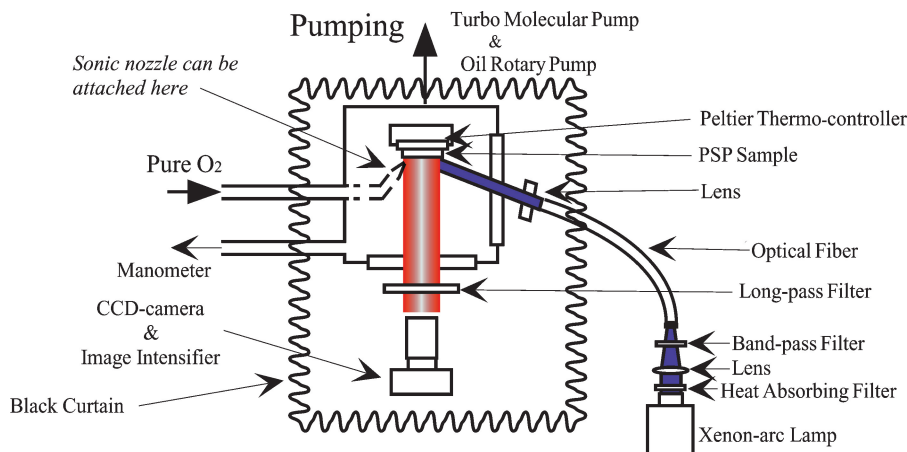 Pumping
Turbo Molecular Pump
&
Oil Rotary Pump
Sonic nozzle can be
attached here
Peltier Thermo-controller
PSP Sample
Pure O2
Lens
Optical Fiber
Manometer
Long-pass Filter
CCD-camera
&
Image Intensifier
Band-pass Filter
Lens
Heat Absorbing Filter
Black Curtain
Xenon-arc Lamp